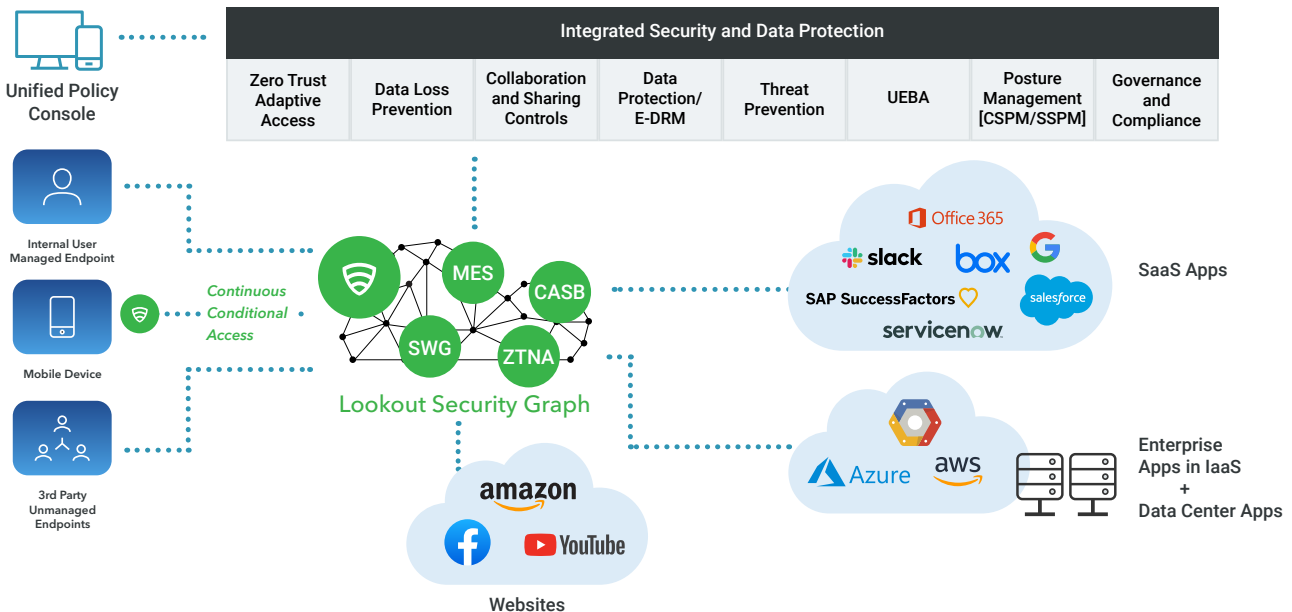 Integrated Security and Data Protection
Unified Policy
Console
Zero Trust
Adaptive
Access
Data Loss
Prevention
Collaboration
and Sharing
Controls
Data
Protection/
E-DRM
Threat
Prevention
UEBA
Posture
Management
[CSPM/SSPM]
Governance
and
Compliance
Internal User
Managed Endpoint
Mobile Device
3rd Party
Unmanaged
Endpoints
Continuous
Conditional
Access
MES
CASB
SWG
ZTNA
Lookout Security Graph
Office 365
slack
box
G
SAP SuccessFactors
salesforce
servicenow
SaaS Apps
Azure
aws
Enterprise
Apps in IaaS
+
Data Center Apps
amazon
f
YouTube
Websites